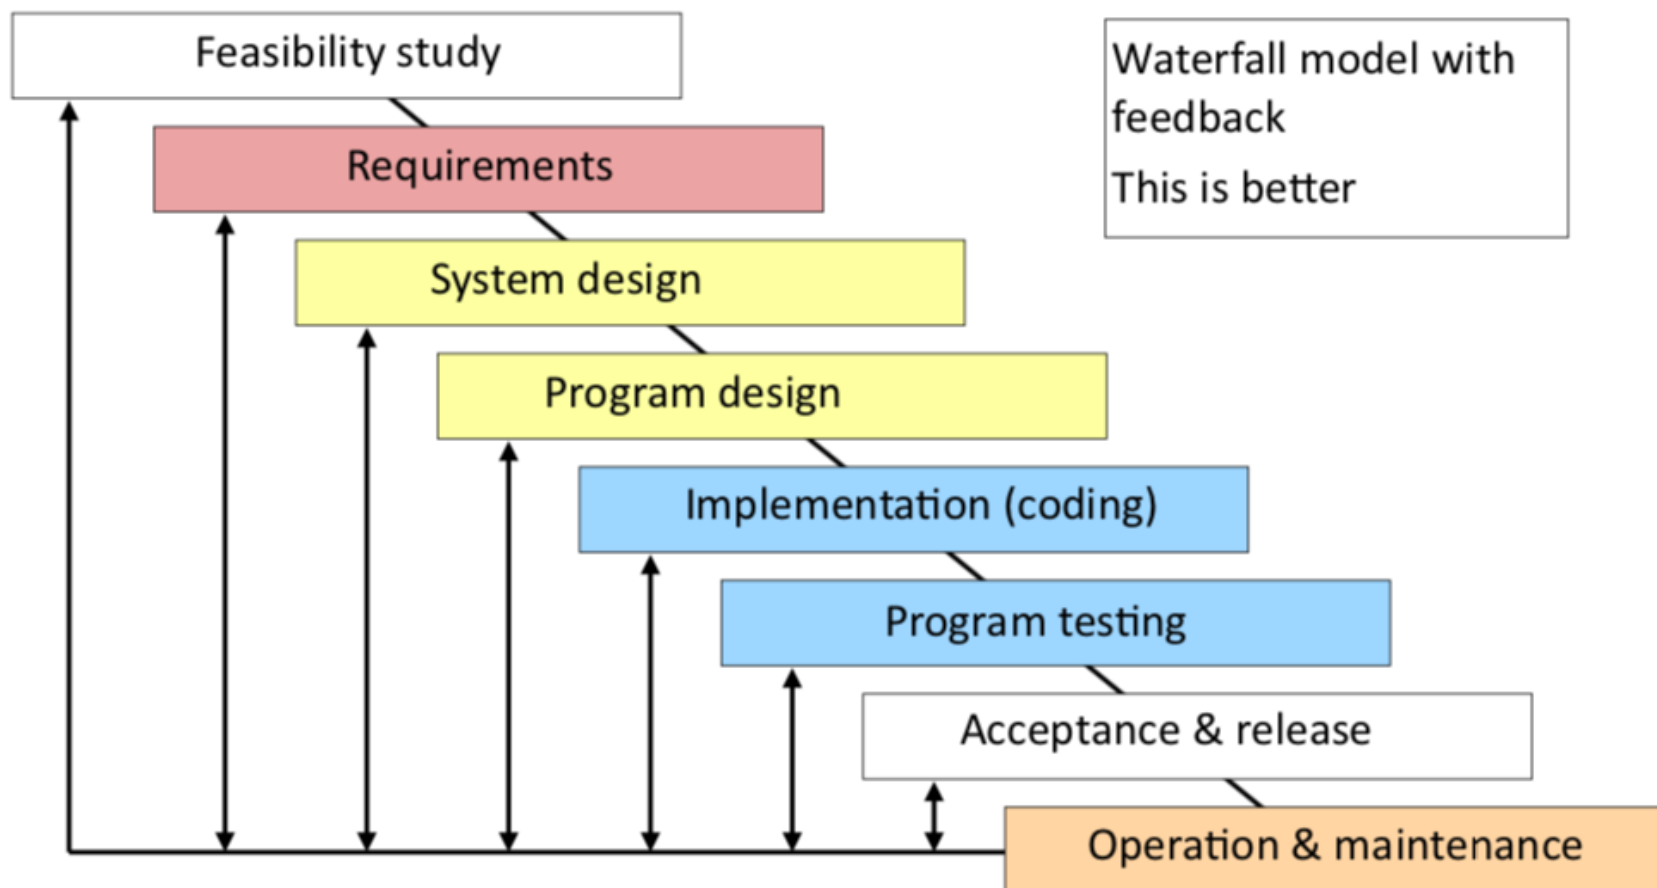 Feasibility study
Waterfall model with
feedback
This is better
Requirements
System design
Program design
Implementation (coding)
Program testing
Acceptance & release
Operation & maintenance